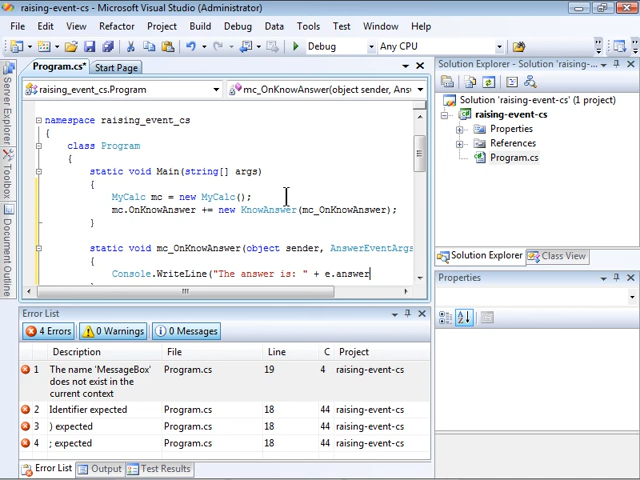 raising-event-cs - Microsoft Visual Studio (Administrator)
File Edit View Refactor Project Build Debug Data Tools Test Window Help
Debug Any CPU
Program.cs* Start Page
raising_event_cs.Program mc_OnKnowAnswer(object sender, Ans
namespace raising_event_cs
{
class Program
{
static void Main(string[] args)
{
MyCalc mc = new MyCalc();
mc.OnKnowAnswer += new KnowAnswer(mc_OnKnowAnswer);
}
static void mc_OnKnowAnswer(object sender, AnswerEventArgs
{
Console.WriteLine("The answer is: " + e.answer
Server Explorer
Toolbox
Document Outline
Solution Explorer - Solution 'raising-...
Solution 'raising-event-cs' (1 project)
raising-event-cs
Properties
References
Program.cs
Solution Explorer Class View
Properties
Error List
4 Errors 0 Warnings 0 Messages
Description File Line C Project
1 The name 'MessageBox' does not exist in the current context Program.cs 19 4 raising-event-cs
2 Identifier expected Program.cs 18 44 raising-event-cs
3 ) expected Program.cs 18 44 raising-event-cs
4 ; expected Program.cs 18 44 raising-event-cs
Error List Output Test Results